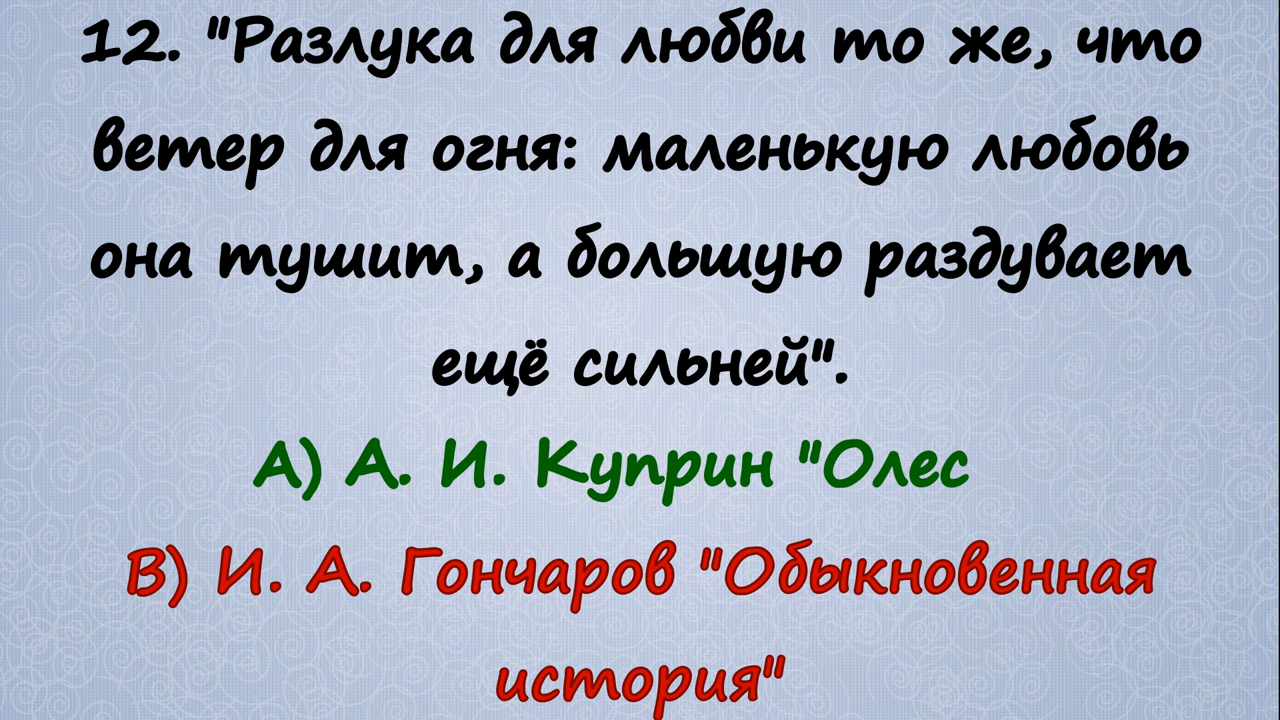 12. "Разлука для любви то же, что
ветер для огня: маленькую любовь
она тушит, а большую раздувает
ещё сильней".
А) А. И. Куприн "Олес
В) И. А. Гончаров "Обыкновенная
история"